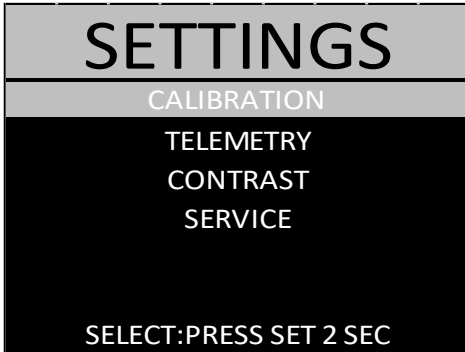 SETTINGS
CALIBRATION
TELEMETRY
CONTRAST
SERVICE
SELECT:PRESS SET 2 SEC